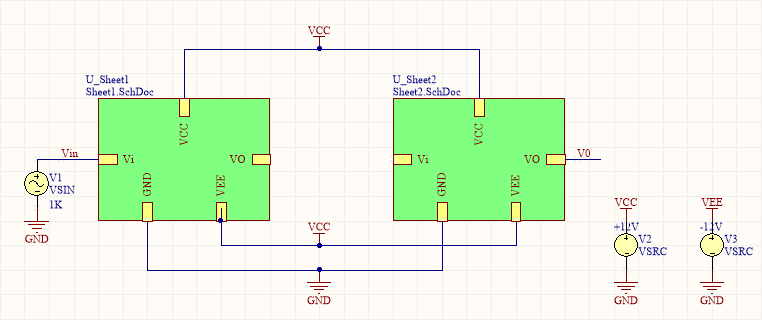 VCC
U_Sheet1
Sheet1.SchDoc
U_Sheet2
Sheet2.SchDoc
VCC
VCC
Vin
Vi
VO
Vi
VO
V0
V1
VSIN
1K
GND
GND
VEE
GND
VEE
VCC
GND
VCC
+12V
V2
VSRC
GND
VEE
-12V
V3
VSRC
GND